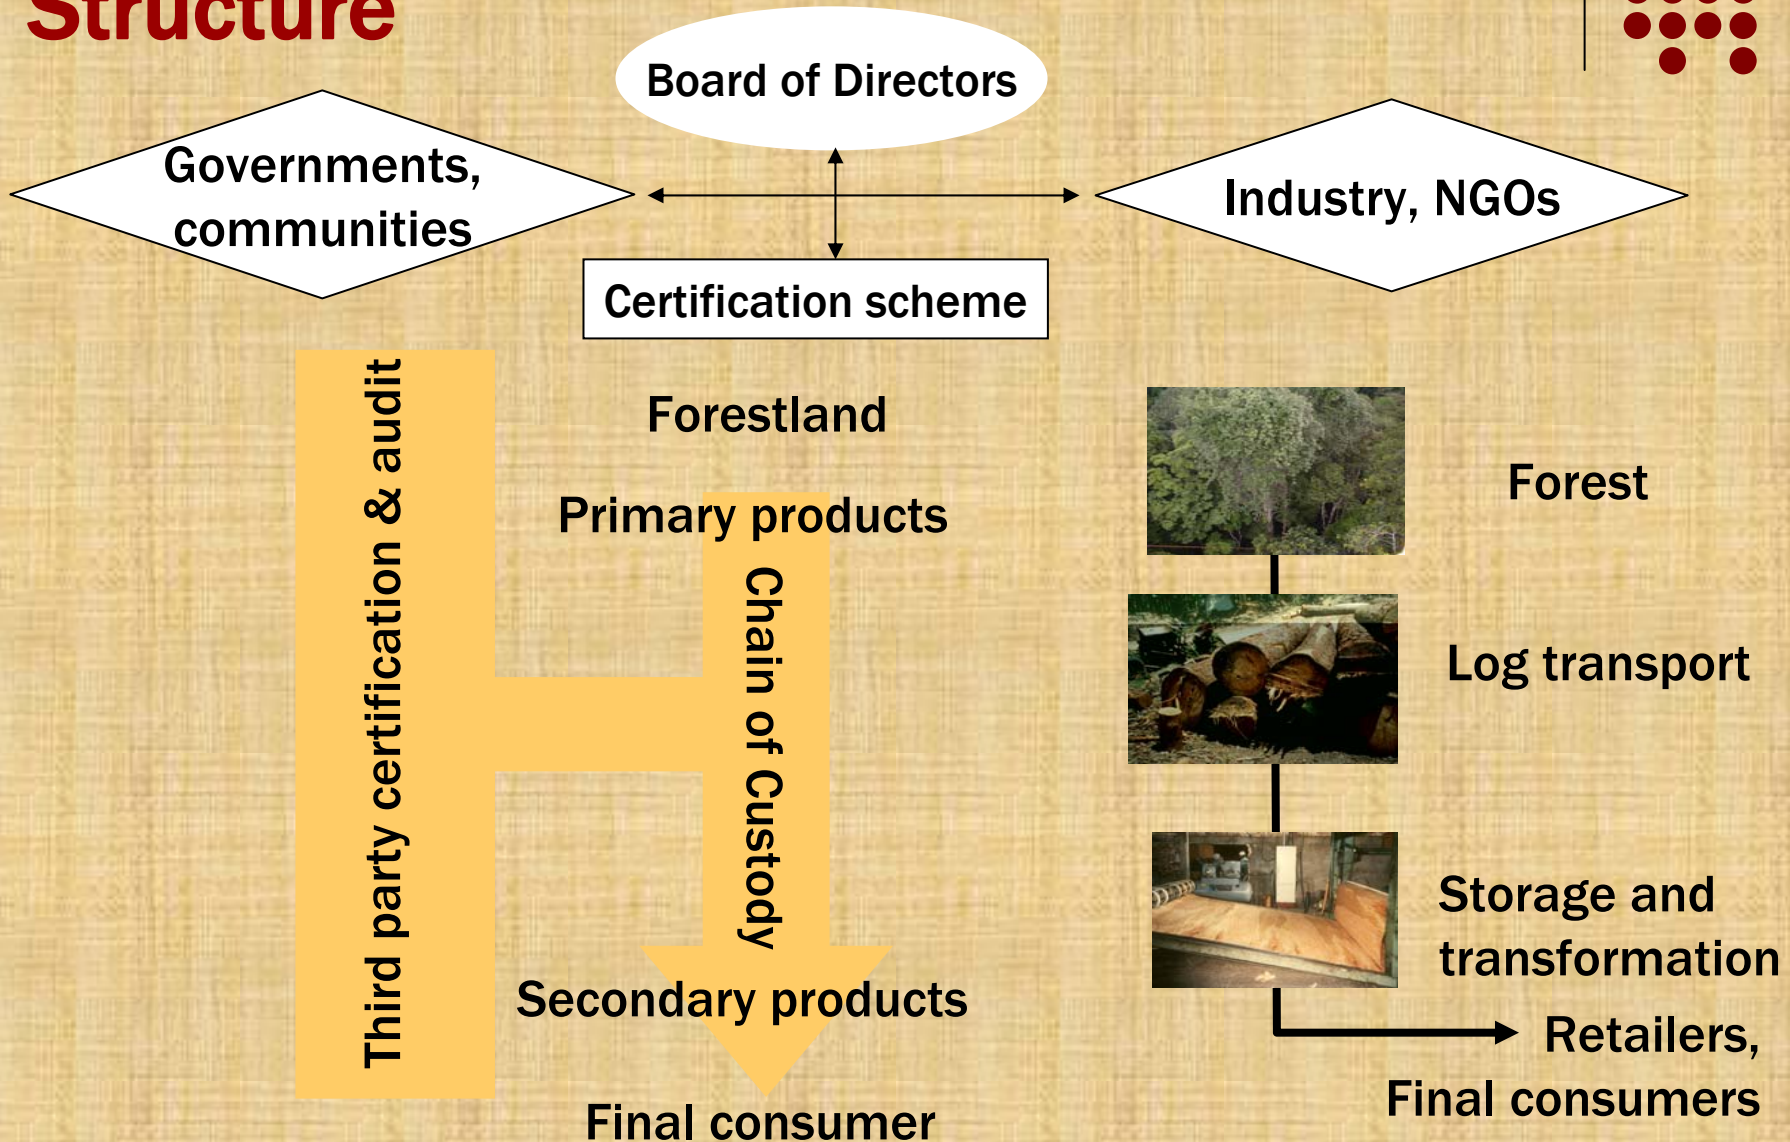 Structure
Board of Directors
Governments,
communities
Industry, NGOs
Certification scheme
Third party certification & audit
Forestland
Primary products
Chain of Custody
Secondary products
Final consumer
Forest
Log transport
Storage and
transformation
Retailers,
Final consumers